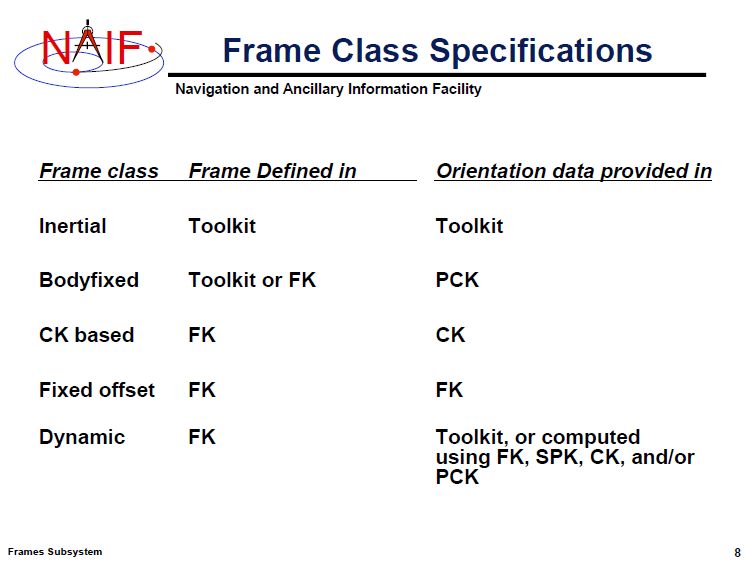 NAIF
Frame Class Specifications
Navigation and Ancillary Information Facility
Frame class Frame Defined in Orientation data provided in
Inertial Toolkit Toolkit
Bodyfixed Toolkit or FK PCK
CK based FK CK
Fixed offset FK FK
Dynamic FK Toolkit, or computed
using FK, SPK, CK, and/or
PCK
Frames Subsystem 8